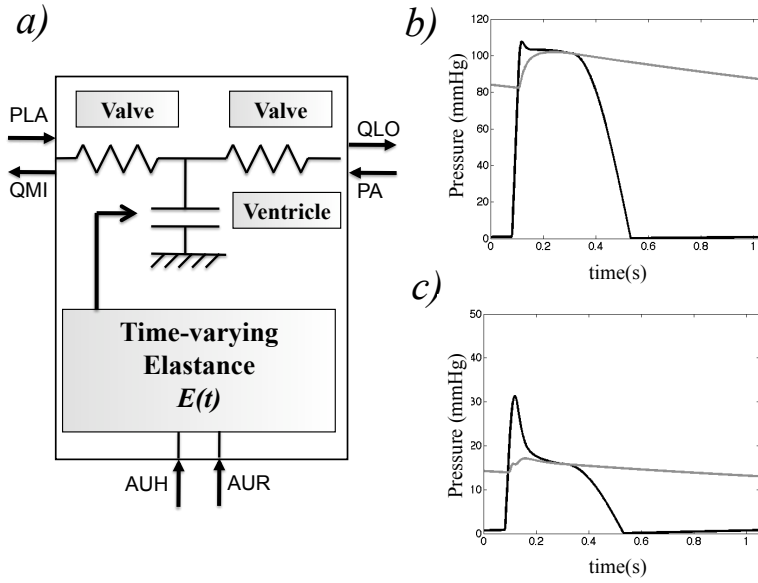 a)
PLA
QMI
Valve
Valve
QLO
PA
Ventricle
Time-varying
Elastance
E(t)
AUH
AUR
b)
Pressure (mmHg)
120
100
80
60
40
20
0
0 0.2 0.4 0.6 0.8 1
time(s)
c)
Pressure (mmHg)
50
40
30
20
10
0
0 0.2 0.4 0.6 0.8 1
time(s)